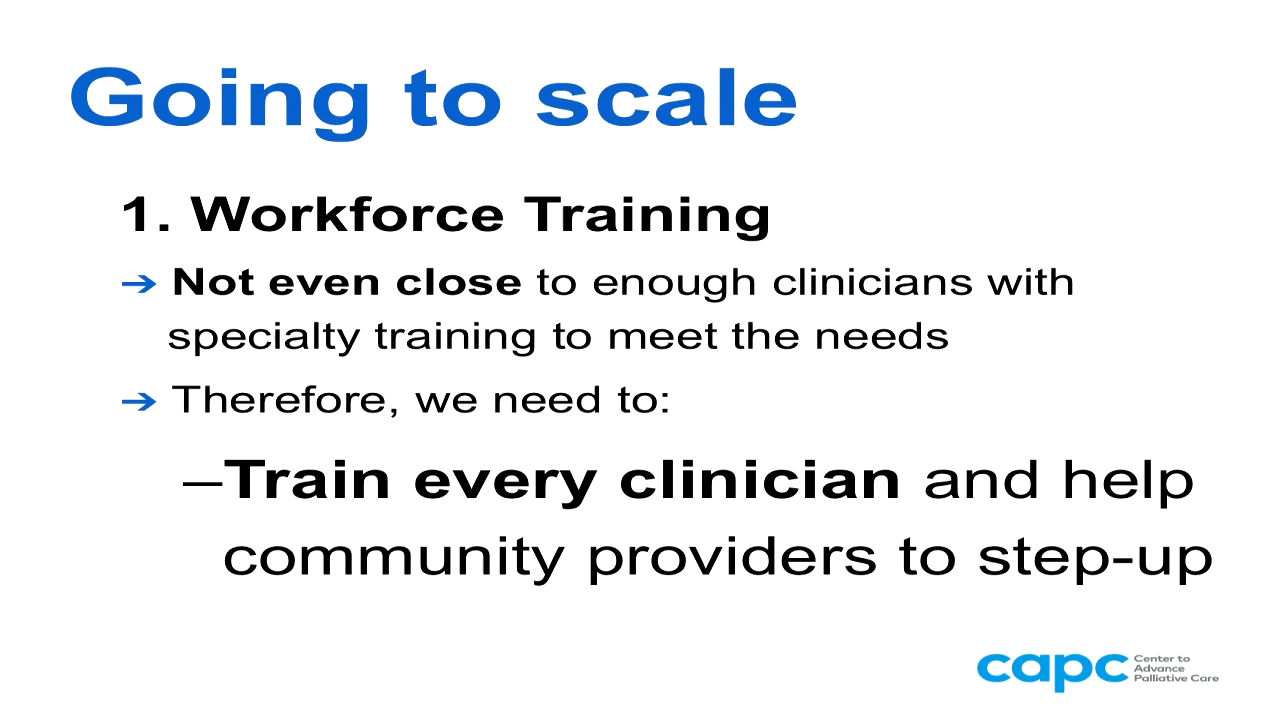 Going to scale
1. Workforce Training
➔ Not even close to enough clinicians with
specialty training to meet the needs
➔ Therefore, we need to:
–Train every clinician and help
community providers to step-up
capc
Center to
Advance
Palliative Care